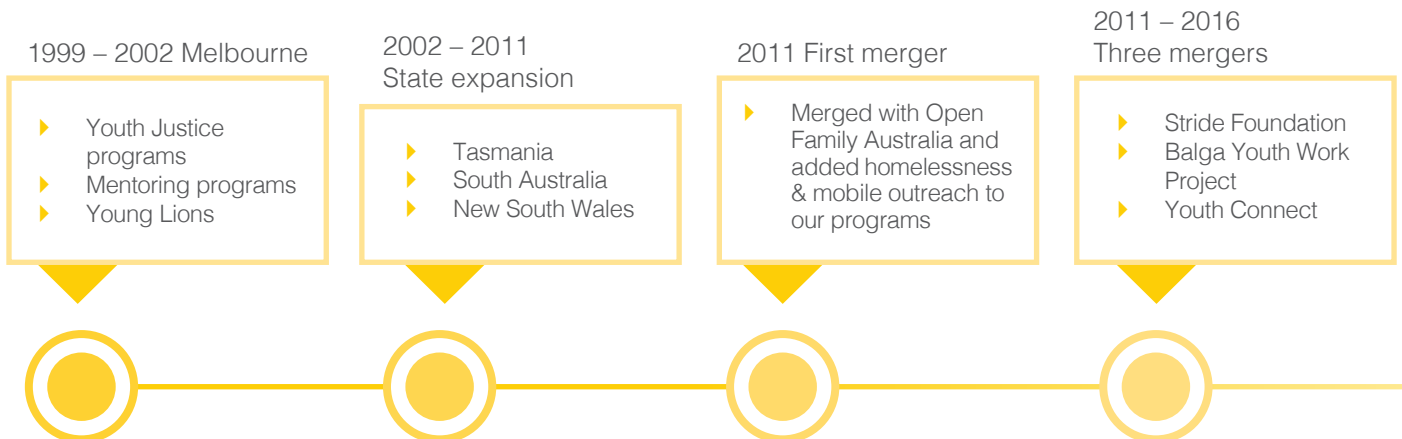 1999 – 2002 Melbourne
Youth Justice
programs
Mentoring programs
Young Lions
2002 – 2011
State expansion
Tasmania
South Australia
New South Wales
2011 First merger
Merged with Open
Family Australia and
added homelessness
& mobile outreach to
our programs
2011 – 2016
Three mergers
Stride Foundation
Balga Youth Work
Project
Youth Connect